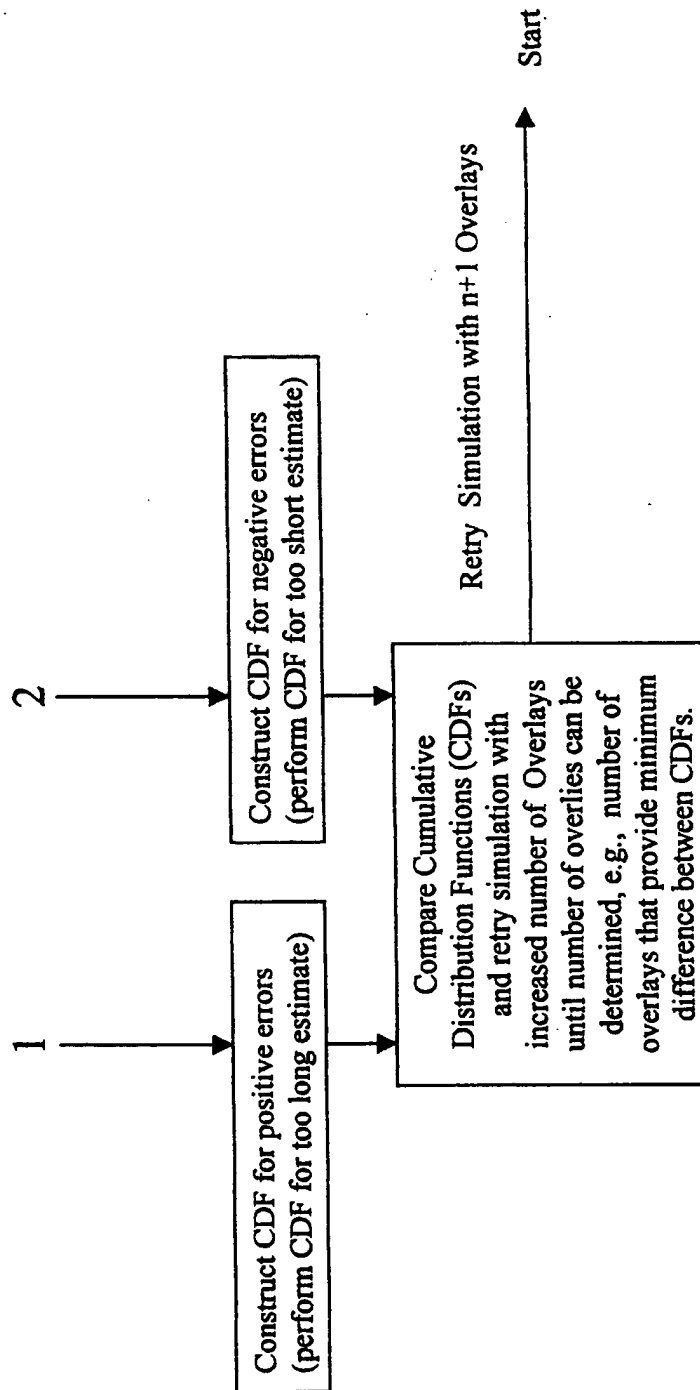 1
2
Construct CDF for positive errors
(perform CDF for too long estimate)
Construct CDF for negative errors
(perform CDF for too short estimate)
Compare Cumulative
Distribution Functions (CDFs)
and retry simulation with
increased number of Overlays
until number of overlies can be
determined, e.g., number of
overlays that provide minimum
difference between CDFs.
Retry Simulation with n+1 Overlays
Start